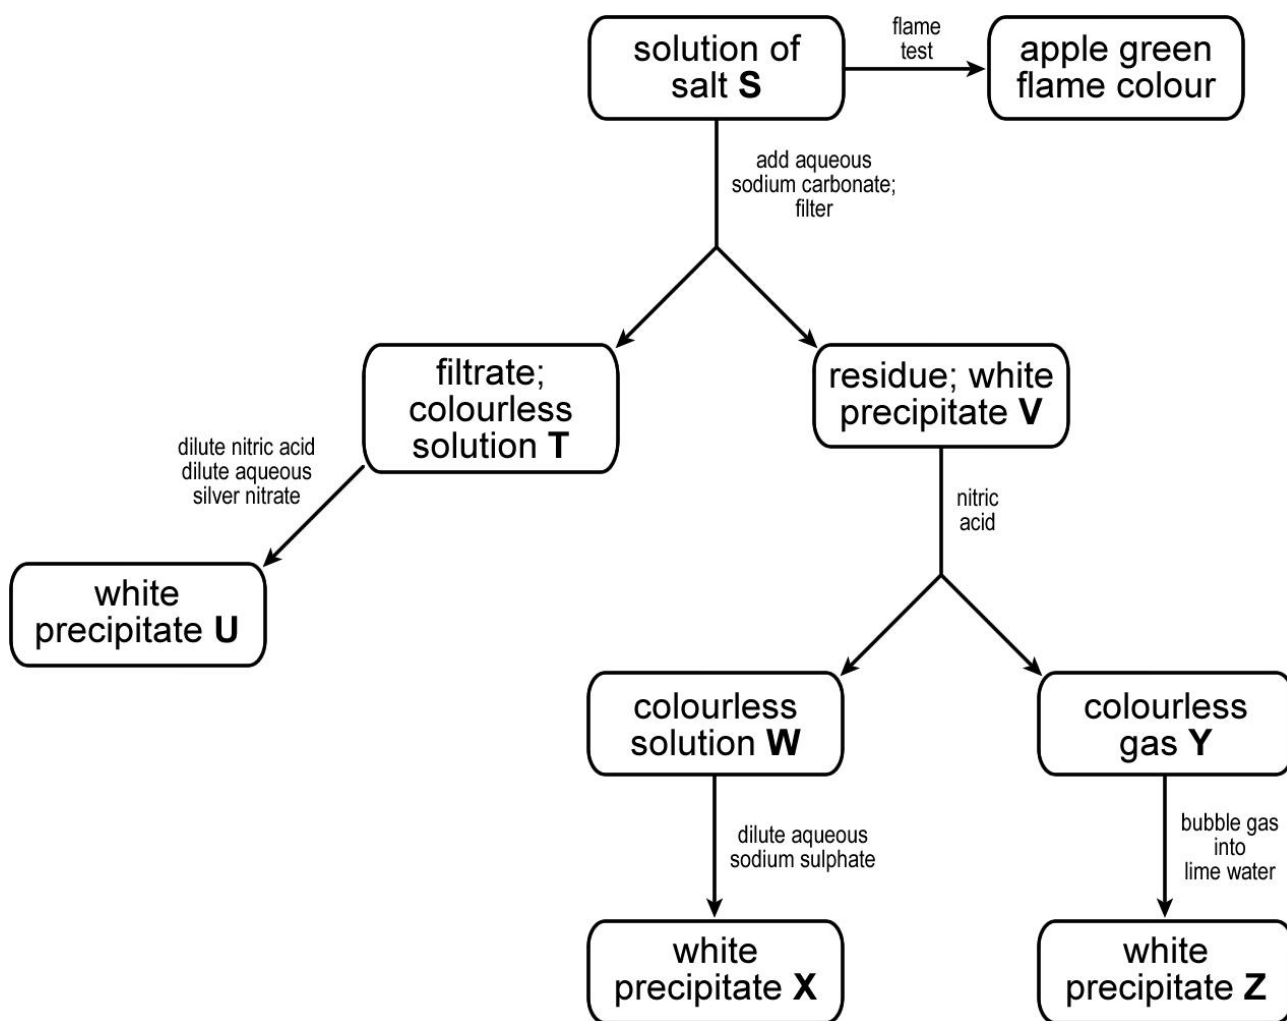 solution of
salt S
flame
test
apple green
flame colour
add aqueous
sodium carbonate;
filter
filtrate;
colourless
solution T
residue; white
precipitate V
dilute nitric acid
dilute aqueous
silver nitrate
nitric
acid
white
precipitate U
colourless
solution W
colourless
gas Y
dilute aqueous
sodium sulphate
bubble gas
into
lime water
white
precipitate X
white
precipitate Z